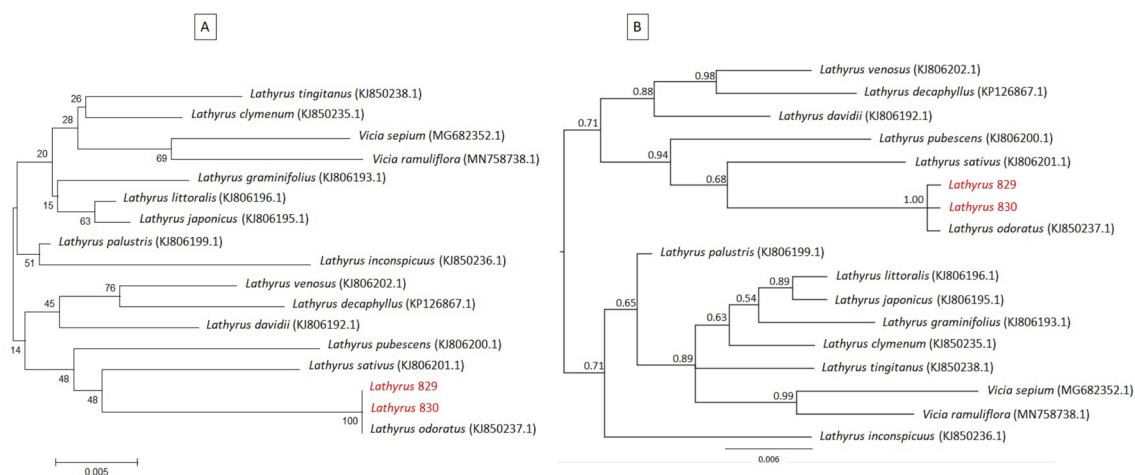 A
26
Lathyrus tingitanus (KJ850238.1)
Lathyrus clymenum (KJ850235.1)
28
Vicia sepium (MG682352.1)
69
Vicia ramuliflora (MN758738.1)
20
Lathyrus graminifolius (KJ806193.1)
15
Lathyrus littoralis (KJ806196.1)
63
Lathyrus japonicus (KJ806195.1)
Lathyrus palustris (KJ806199.1)
51
Lathyrus inconspicuus (KJ850236.1)
76
Lathyrus venosus (KJ806202.1)
45
Lathyrus decaphyllus (KP126867.1)
Lathyrus davidii (KJ806192.1)
14
Lathyrus pubescens (KJ806200.1)
48
Lathyrus sativus (KJ806201.1)
48
Lathyrus 829
Lathyrus 830
100
Lathyrus odoratus (KJ850237.1)
0.005
B
0.98
Lathyrus venosus (KJ806202.1)
0.88
Lathyrus decaphyllus (KP126867.1)
Lathyrus davidii (KJ806192.1)
0.71
Lathyrus pubescens (KJ806200.1)
0.94
Lathyrus sativus (KJ806201.1)
0.68
Lathyrus 829
1.00
Lathyrus 830
Lathyrus odoratus (KJ850237.1)
Lathyrus palustris (KJ806199.1)
0.89
Lathyrus littoralis (KJ806196.1)
0.54
Lathyrus japonicus (KJ806195.1)
0.65
Lathyrus graminifolius (KJ806193.1)
0.63
Lathyrus clymenum (KJ850235.1)
0.89
Lathyrus tingitanus (KJ850238.1)
0.71
Vicia sepium (MG682352.1)
0.99
Vicia ramuliflora (MN758738.1)
Lathyrus inconspicuus (KJ850236.1)
0.006